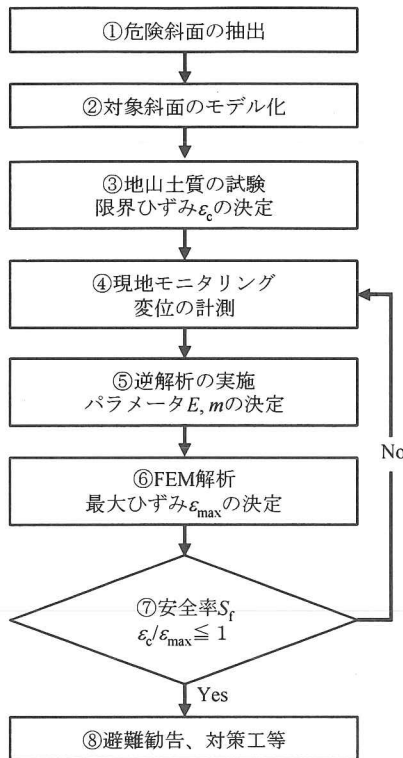 ①危険斜面の抽出
②対象斜面のモデル化
③地山土質の試験
限界ひずみεcの決定
④現地モニタリング
変位の計測
⑤逆解析の実施
パラメータE, mの決定
⑥FEM解析
最大ひずみεmaxの決定
No
⑦安全率Sf
εc/εmax≦1
Yes
⑧避難勧告、対策工等